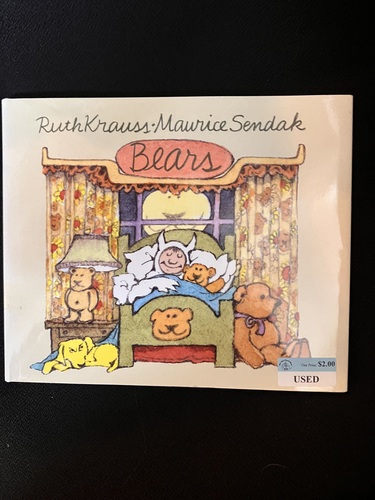 Ruth Krauss • Maurice Sendak
Bears
$2.00
USED